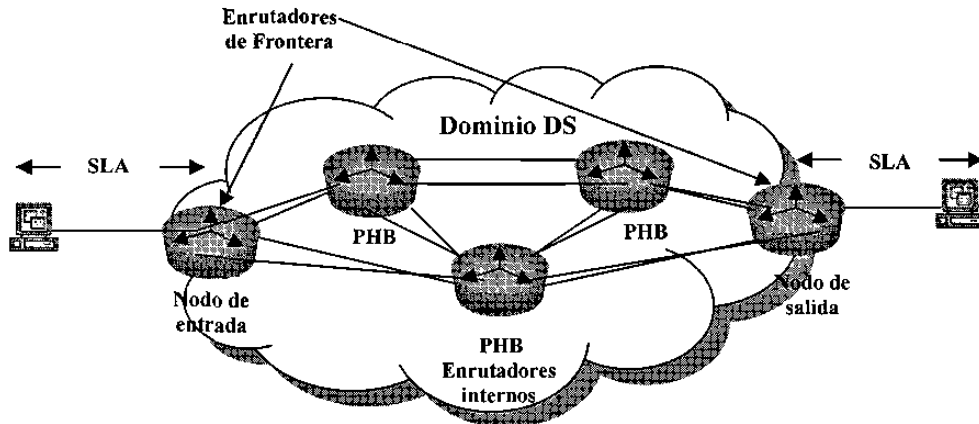 Enrutadores
de Frontera
Dominio DS
SLA
SLA
PHB
PHB
Nodo de
entrada
Nodo de
salida
PHB
Enrutadores
internos